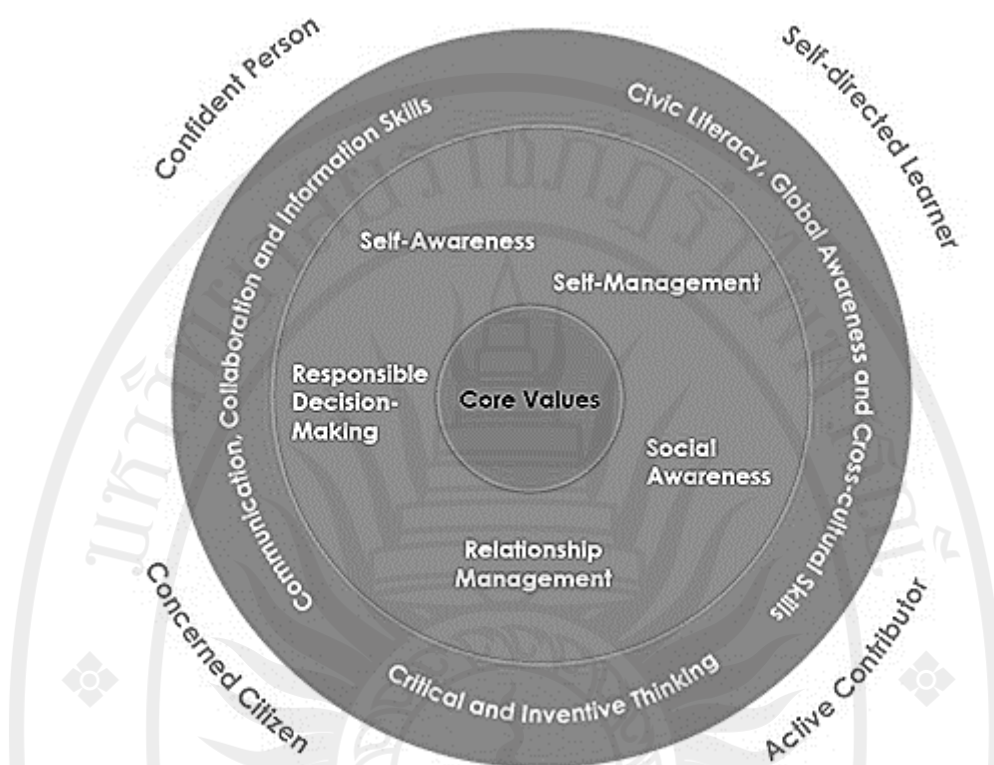 Confident Person
Self-directed Learner
Communication, Collaboration and Information Skills
Civic Literacy, Global Awareness and Cross-cultural Skills
Self-Awareness
Self-Management
Responsible
Decision-
Making
Core Values
Social
Awareness
Relationship
Management
Critical and Inventive Thinking
Concerned Citizen
Active Contributor